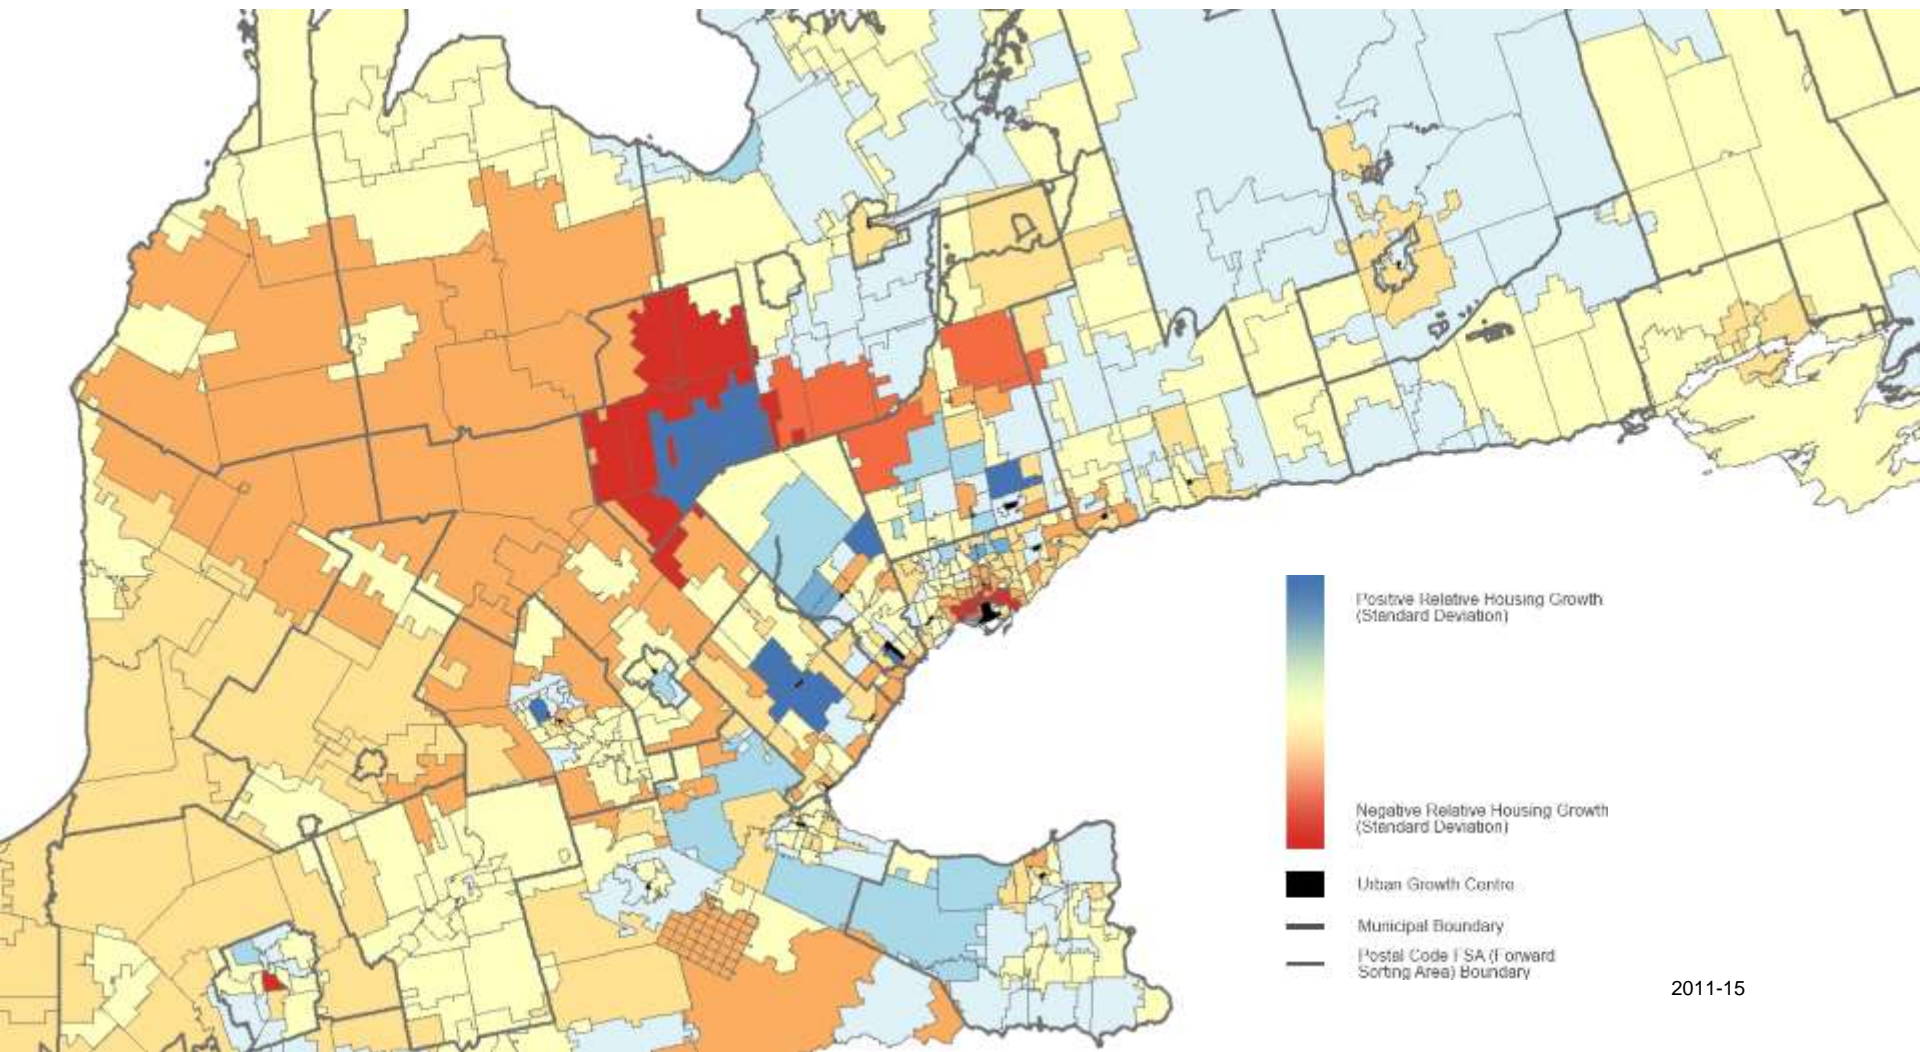 Positive Relative Housing Growth
(Standard Deviation)
Negative Relative Housing Growth
(Standard Deviation)
Urban Growth Centre
Municipal Boundary
Postal Code FSA (Forward
Sorting Area) Boundary
2011-15